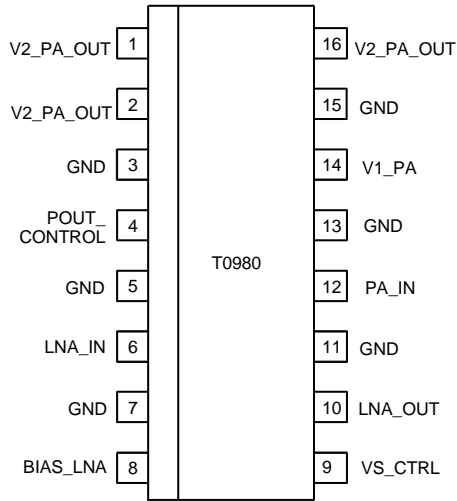 V2_PA_OUT 1
V2_PA_OUT 2
GND 3
POUT_
CONTROL 4
GND 5
LNA_IN 6
GND 7
BIAS_LNA 8
T0980
16 V2_PA_OUT
15 GND
14 V1_PA
13 GND
12 PA_IN
11 GND
10 LNA_OUT
9 VS_CTRL